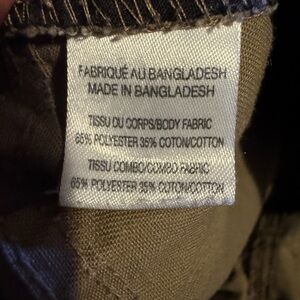 FABRIQUÉ AU BANGLADESH
MADE IN BANGLADESH
TISSU DU CORPS/BODY FABRIC
65% POLYESTER 35% COTON/COTTON
TISSU COMBO/COMBO FABRIC
65% POLYESTER 35% COTON/COTTON